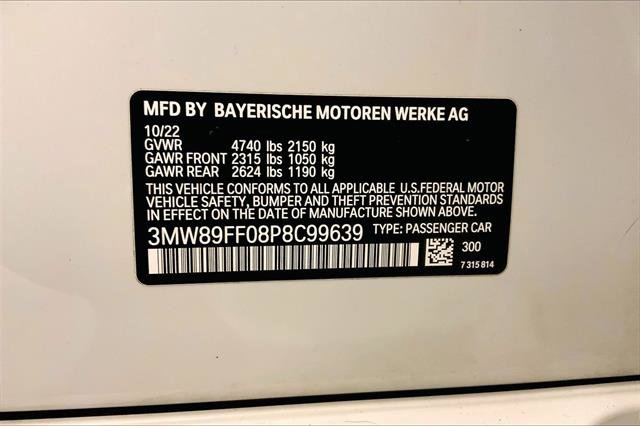 MFD BY BAYERISCHE MOTOREN WERKE AG
10/22
GVWR 4740 lbs 2150 kg
GAWR FRONT 2315 lbs 1050 kg
GAWR REAR 2624 lbs 1190 kg
THIS VEHICLE CONFORMS TO ALL APPLICABLE U.S.FEDERAL MOTOR
VEHICLE SAFETY, BUMPER AND THEFT PREVENTION STANDARDS
IN EFFECT ON THE DATE OF MANUFACTURE SHOWN ABOVE.
3MW89FF08P8C99639 TYPE: PASSENGER CAR
300
7 315 814